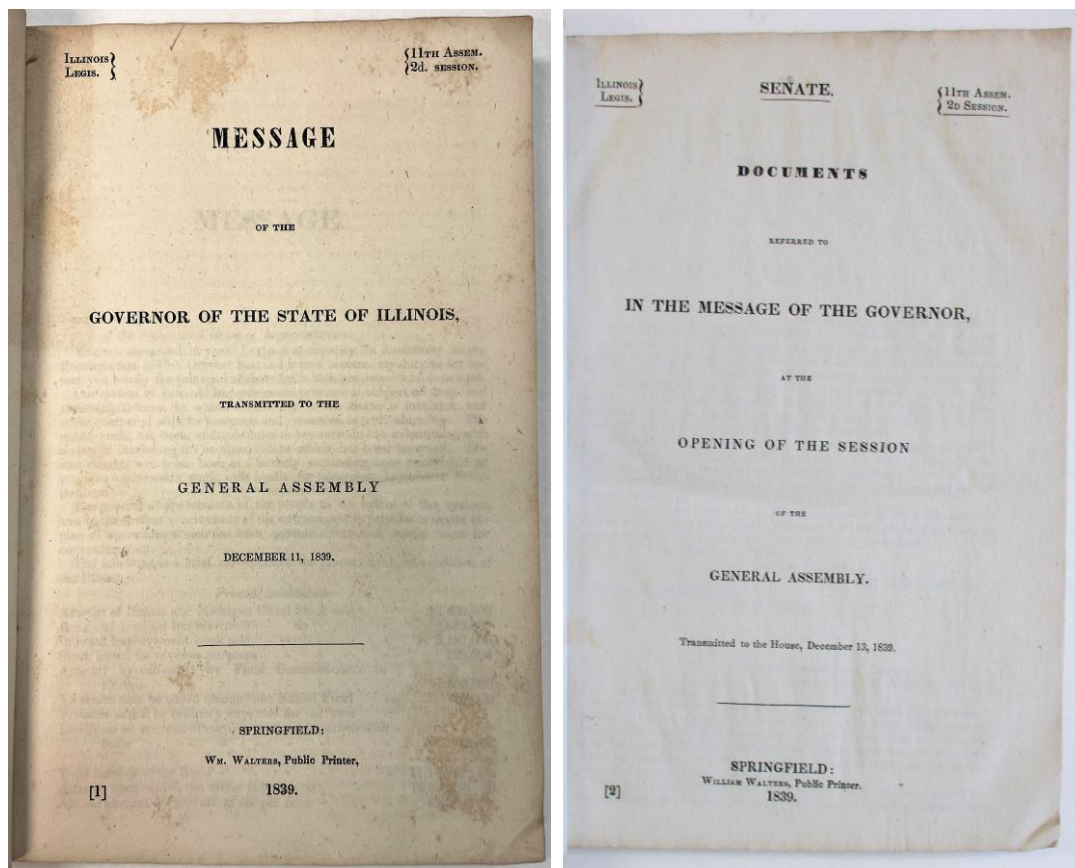 ILLINOIS
LEGIS.
11TH ASSEM.
2d. SESSION.
MESSAGE
OF THE
GOVERNOR OF THE STATE OF ILLINOIS,
TRANSMITTED TO THE
GENERAL ASSEMBLY
DECEMBER 11, 1839.
SPRINGFIELD:
WM. WALTERS, Public Printer,
[1]
1839.
ILLINOIS
LEGIS.
SENATE,
11TH ASSEM.
2D SESSION.
DOCUMENTS
REFERRED TO
IN THE MESSAGE OF THE GOVERNOR,
AT THE
OPENING OF THE SESSION
OF THE
GENERAL ASSEMBLY.
Transmitted to the House, December 13, 1839.
SPRINGFIELD:
WILLIAM WALTERS, Public Printer.
[2]
1839.